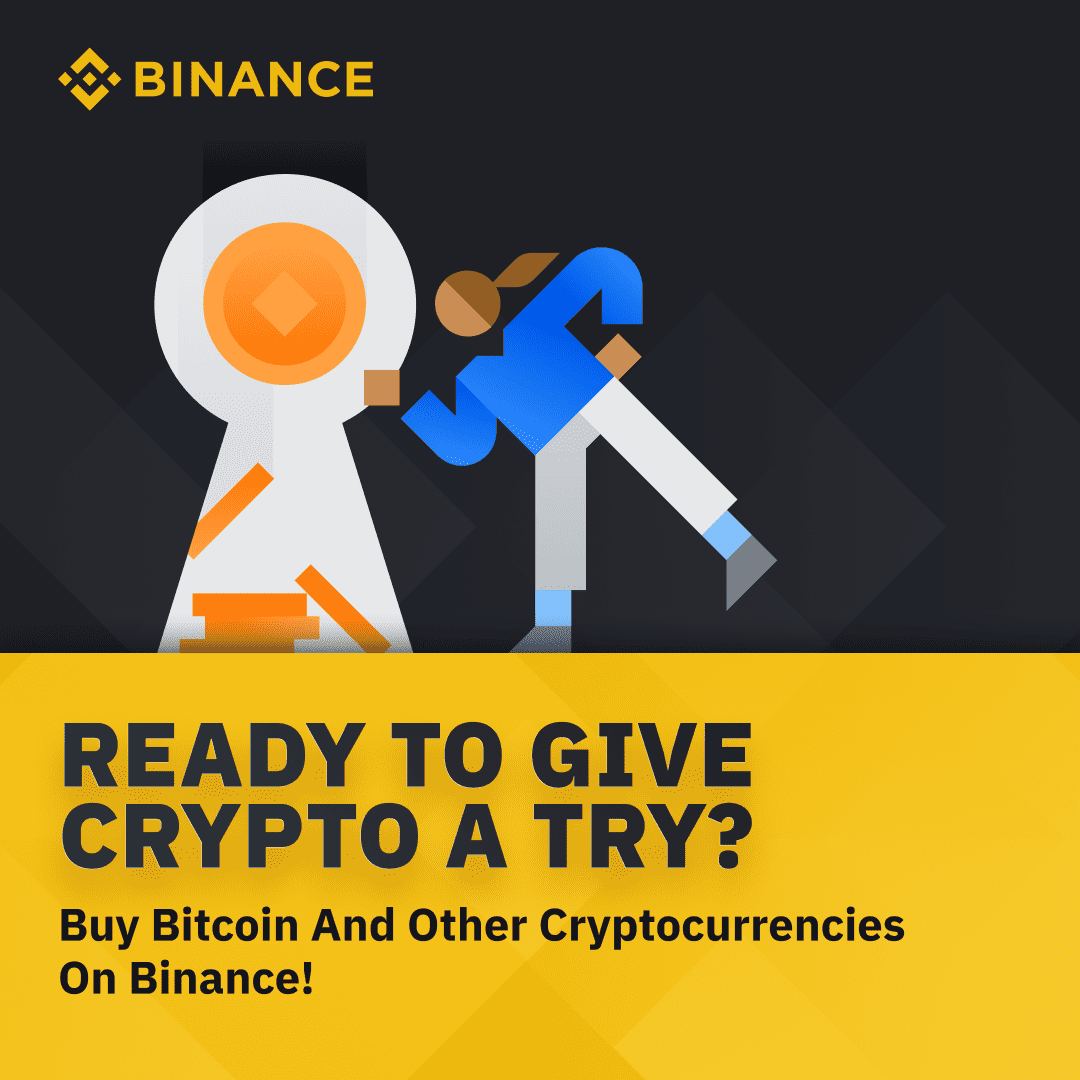 BINANCE
READY TO GIVE
CRYPTO A TRY?
Buy Bitcoin And Other Cryptocurrencies
On Binance!